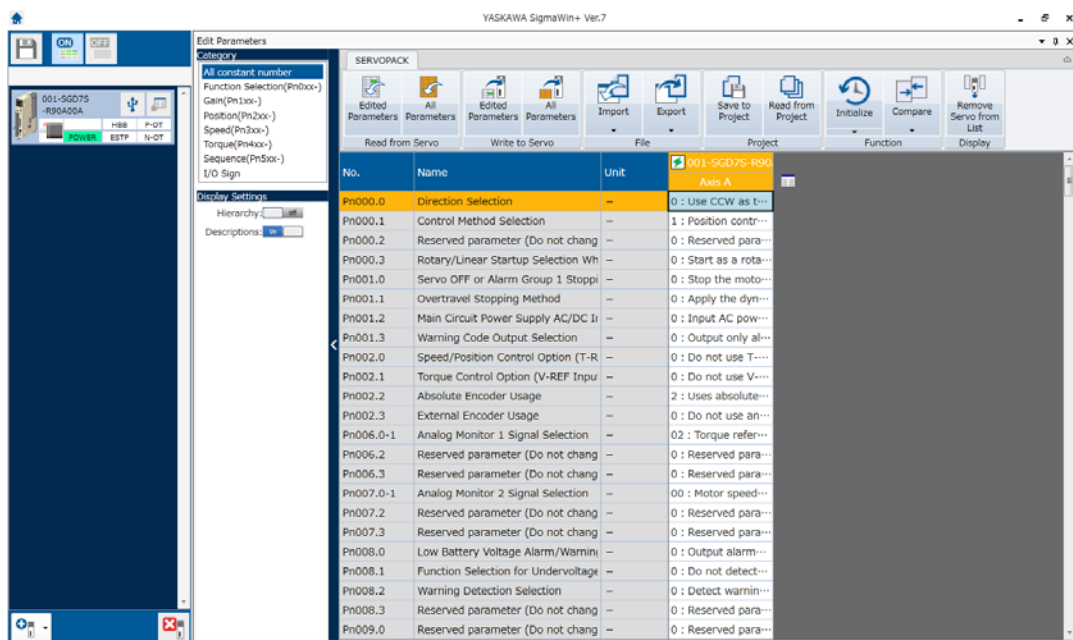 YASKAWA SigmaWin+ Ver.7
ON
OFF
001-SGD7S
-R90A00A
HBB P-OT
POWER ESTP N-OT
Edit Parameters
Category
All constant number
Function Selection(Pn0xx-)
Gain(Pn1xx-)
Position(Pn2xx-)
Speed(Pn3xx-)
Torque(Pn4xx-)
Sequence(Pn5xx-)
I/O Sign
Display Settings
Hierarchy: Off
Descriptions: On
SERVOPACK
Edited Parameters
All Parameters
Edited Parameters
All Parameters
Import
Export
Save to Project
Read from Project
Initialize
Compare
Remove Servo from List
Read from Servo
Write to Servo
File
Project
Function
Display
No. Name Unit 001-SGD7S-R90
Axis A
Pn000.0 Direction Selection – 0 : Use CCW as t···
Pn000.1 Control Method Selection – 1 : Position contr···
Pn000.2 Reserved parameter (Do not chang – 0 : Reserved para···
Pn000.3 Rotary/Linear Startup Selection Wh – 0 : Start as a rota···
Pn001.0 Servo OFF or Alarm Group 1 Stoppi – 0 : Stop the moto···
Pn001.1 Overtravel Stopping Method – 0 : Apply the dyn···
Pn001.2 Main Circuit Power Supply AC/DC I – 0 : Input AC pow···
Pn001.3 Warning Code Output Selection – 0 : Output only al···
Pn002.0 Speed/Position Control Option (T-R – 0 : Do not use T-···
Pn002.1 Torque Control Option (V-REF Input – 0 : Do not use V-···
Pn002.2 Absolute Encoder Usage – 2 : Uses absolute···
Pn002.3 External Encoder Usage – 0 : Do not use an···
Pn006.0-1 Analog Monitor 1 Signal Selection – 02 : Torque refer···
Pn006.2 Reserved parameter (Do not chang – 0 : Reserved para···
Pn006.3 Reserved parameter (Do not chang – 0 : Reserved para···
Pn007.0-1 Analog Monitor 2 Signal Selection – 00 : Motor speed···
Pn007.2 Reserved parameter (Do not chang – 0 : Reserved para···
Pn007.3 Reserved parameter (Do not chang – 0 : Reserved para···
Pn008.0 Low Battery Voltage Alarm/Warning – 0 : Output alarm···
Pn008.1 Function Selection for Undervoltage – 0 : Do not detect···
Pn008.2 Warning Detection Selection – 0 : Detect warnin···
Pn008.3 Reserved parameter (Do not chang – 0 : Reserved para···
Pn009.0 Reserved parameter (Do not chang – 0 : Reserved para···